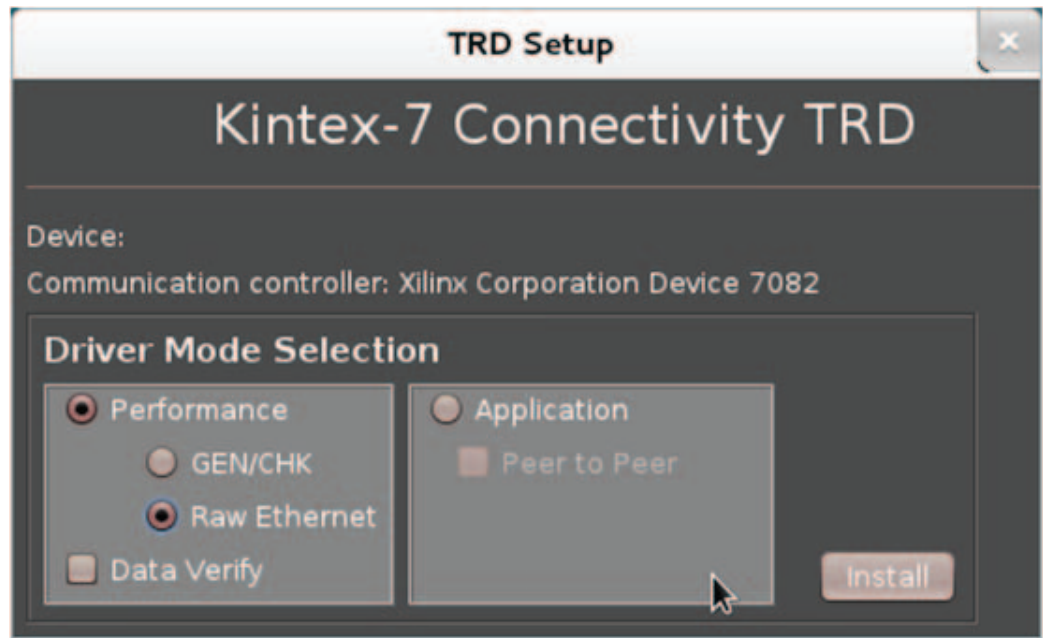 TRD Setup
Kintex-7 Connectivity TRD
Device:
Communication controller: Xilinx Corporation Device 7082
Driver Mode Selection
Performance
GEN/CHK
Raw Ethernet
Data Verify
Application
Peer to Peer
Install